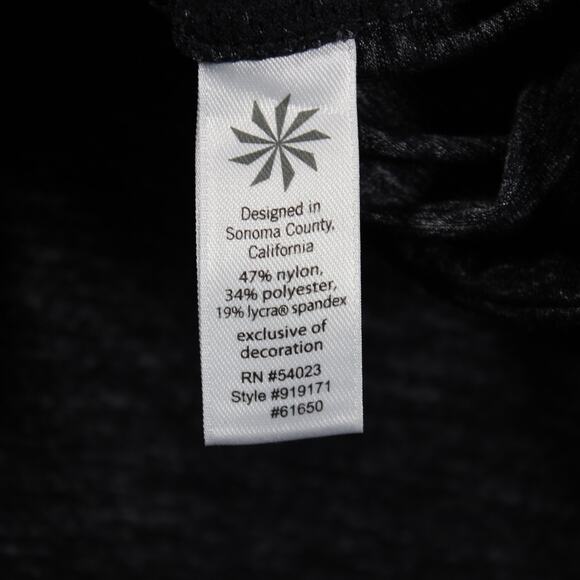 Designed in
Sonoma County,
California
47% nylon,
34% polyester,
19% lycra® spandex
exclusive of
decoration
RN #54023
Style #919171
#61650